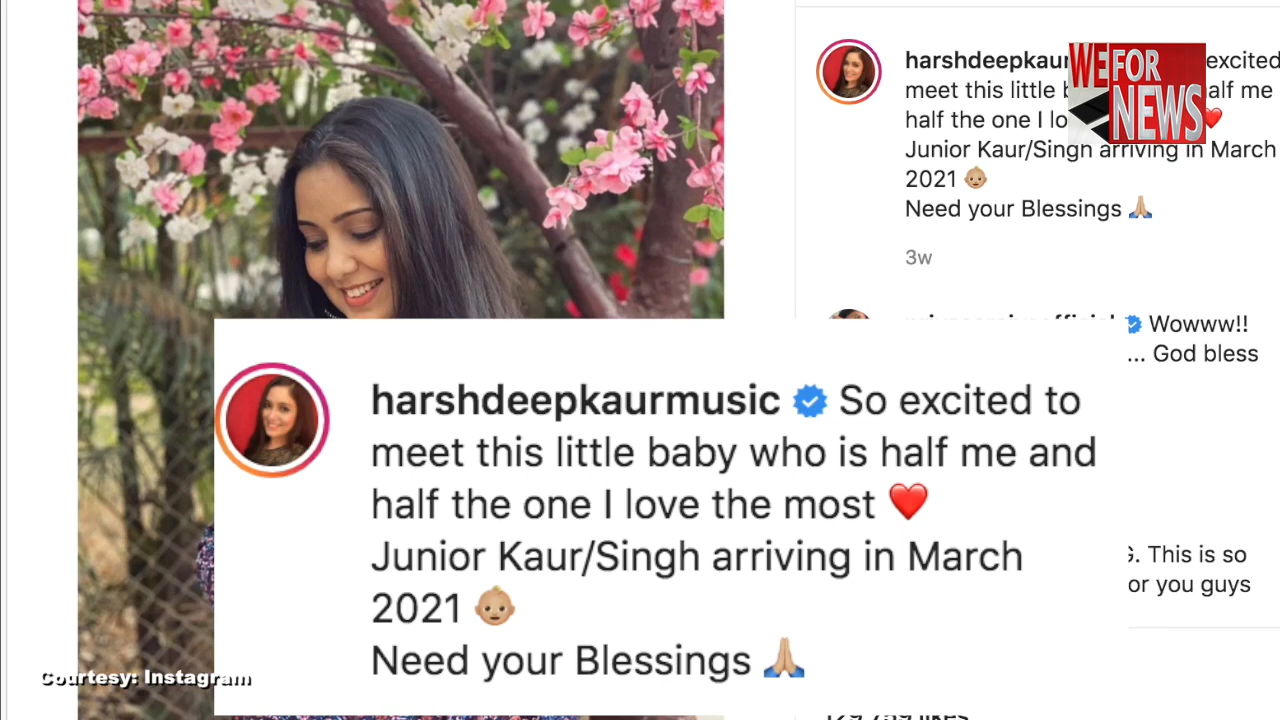 harshdeepkaur
excited
meet this little
alf me
half the one I lo
Junior Kaur/Singh arriving in March
2021
Need your Blessings
3w
WE FOR
NEWS
Wowww!!
... God bless
harshdeepkaurmusic So excited to
meet this little baby who is half me and
half the one I love the most
Junior Kaur/Singh arriving in March
2021
Need your Blessings
This is so
or you guys
Courtesy: Instagram